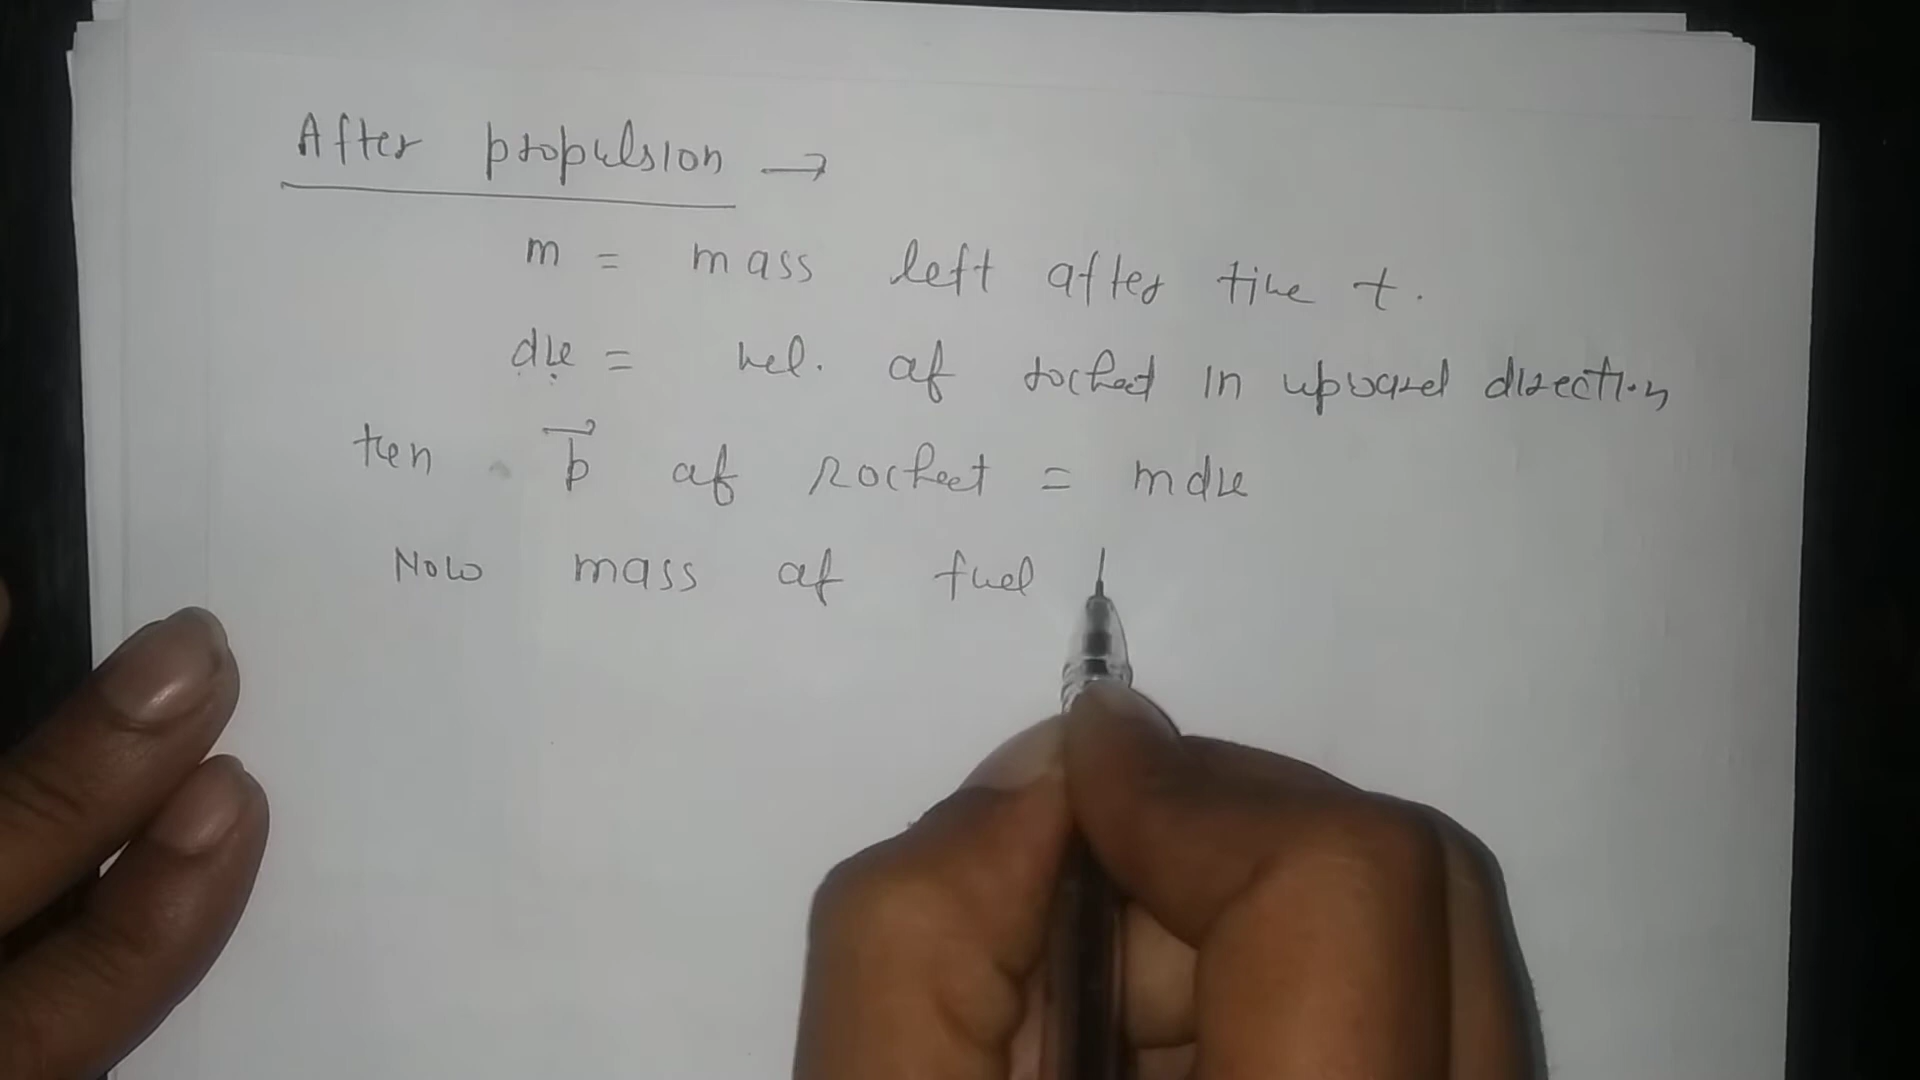 After propulsion →
m = mass left after time t.
dv = vel. of rocket in upward direction
then p⃗ of Rocket = mdv
Now mass of fuel